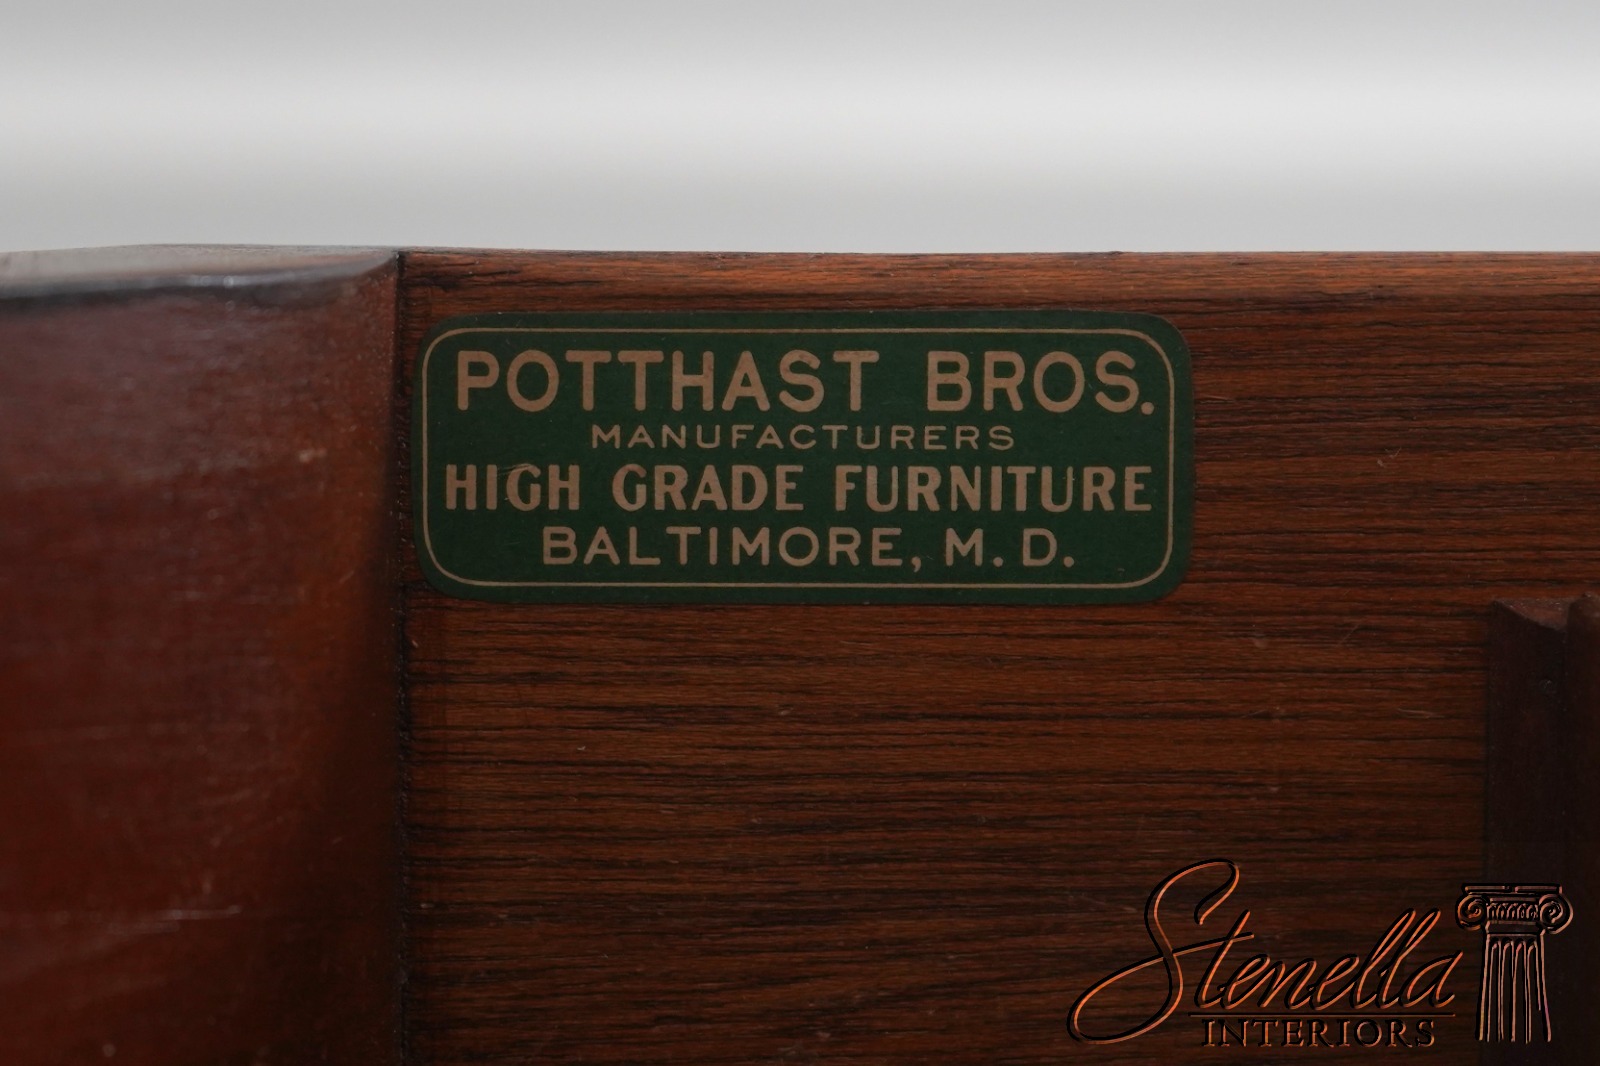 POTTHAST BROS.
MANUFACTURERS
HIGH GRADE FURNITURE
BALTIMORE, M.D.
Stenella
INTERIORS